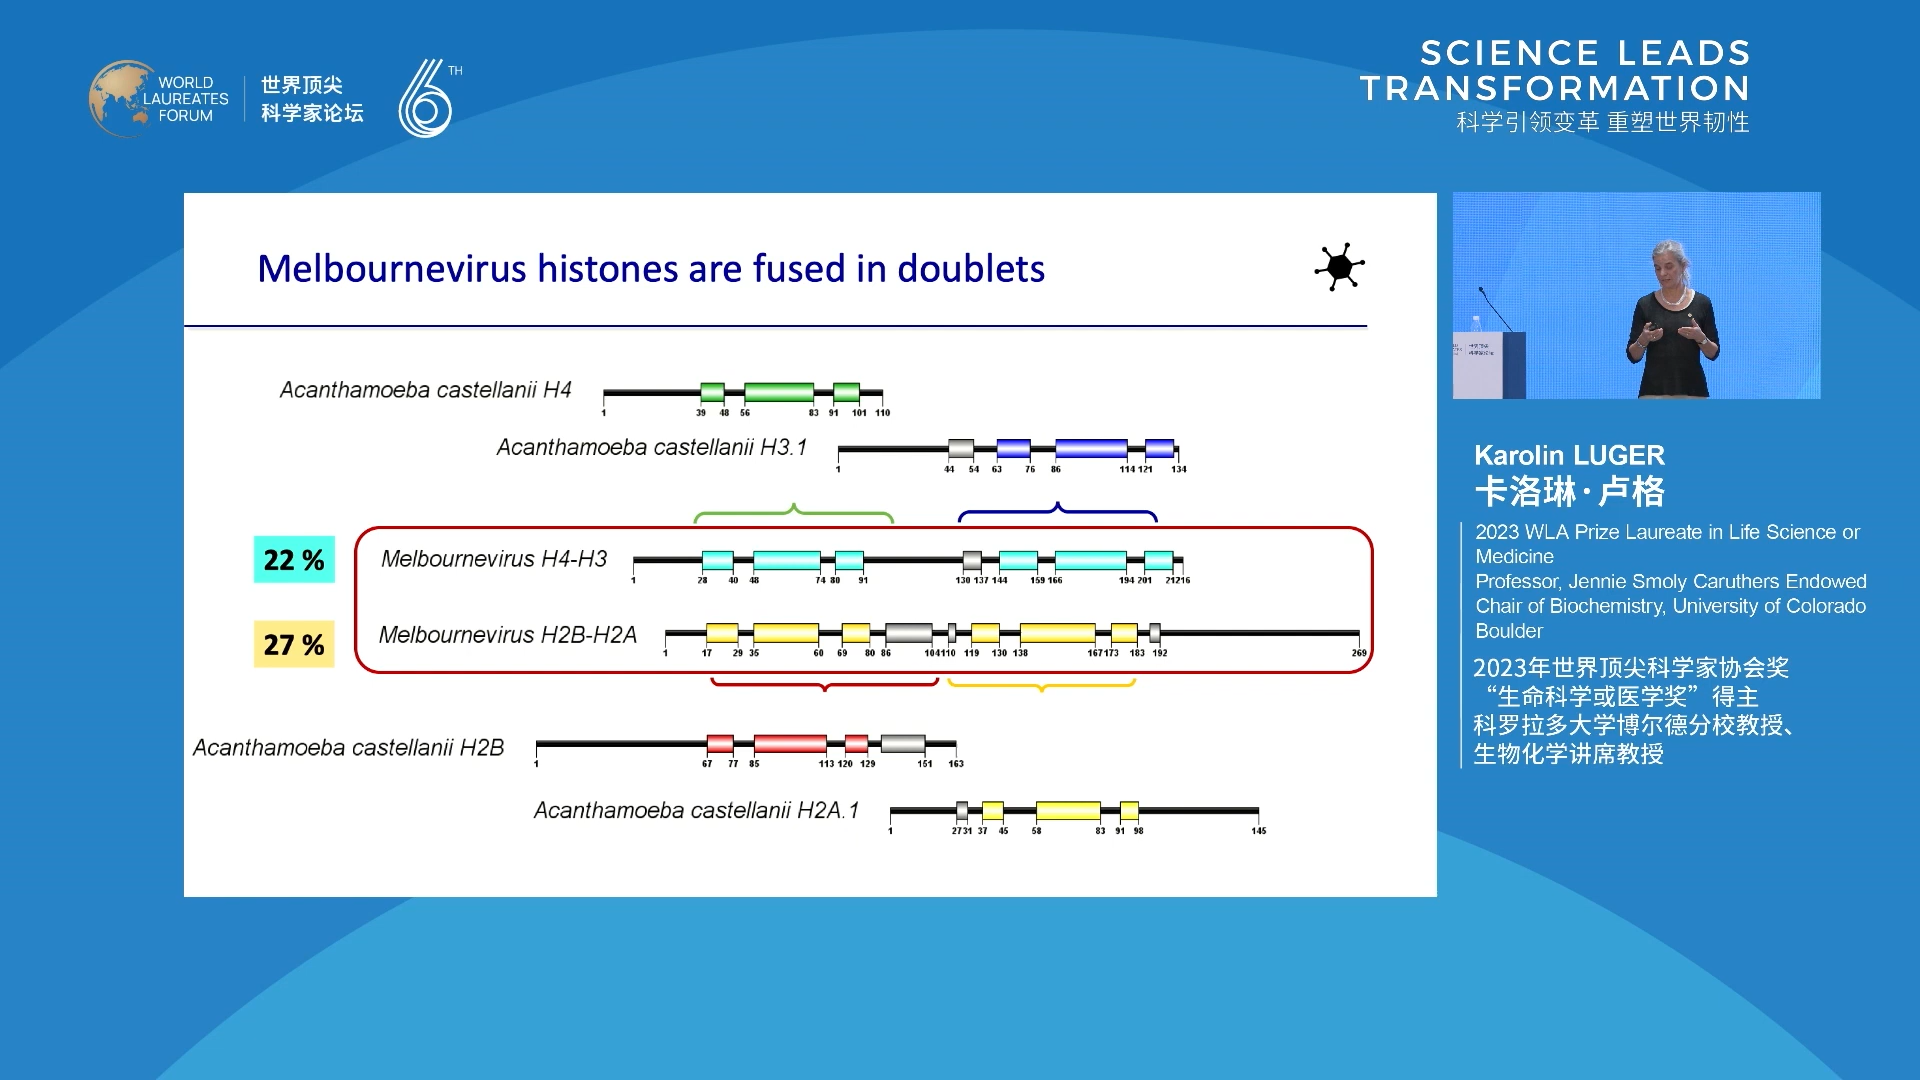 WORLD
LAUREATES
FORUM
世界顶尖
科学家论坛
6TH
SCIENCE LEADS
TRANSFORMATION
科学引领变革 重塑世界韧性
Melbournevirus histones are fused in doublets
Acanthamoeba castellanii H4
1 39 48 56 83 91 101 110
Acanthamoeba castellanii H3.1
1 44 54 63 76 86 114 121 134
22 %
Melbournevirus H4-H3
1 28 40 48 74 80 91 130 137 144 159 166 194 201 212 216
27 %
Melbournevirus H2B-H2A
1 17 29 35 60 69 80 86 104 110 119 130 138 167 173 183 192 269
Acanthamoeba castellanii H2B
1 67 77 85 113 120 129 151 163
Acanthamoeba castellanii H2A.1
1 27 31 37 45 58 83 91 98 145
Karolin LUGER
卡洛琳·卢格
2023 WLA Prize Laureate in Life Science or
Medicine
Professor, Jennie Smoly Caruthers Endowed
Chair of Biochemistry, University of Colorado
Boulder
2023年世界顶尖科学家协会奖
“生命科学或医学奖”得主
科罗拉多大学博尔德分校教授、
生物化学讲席教授